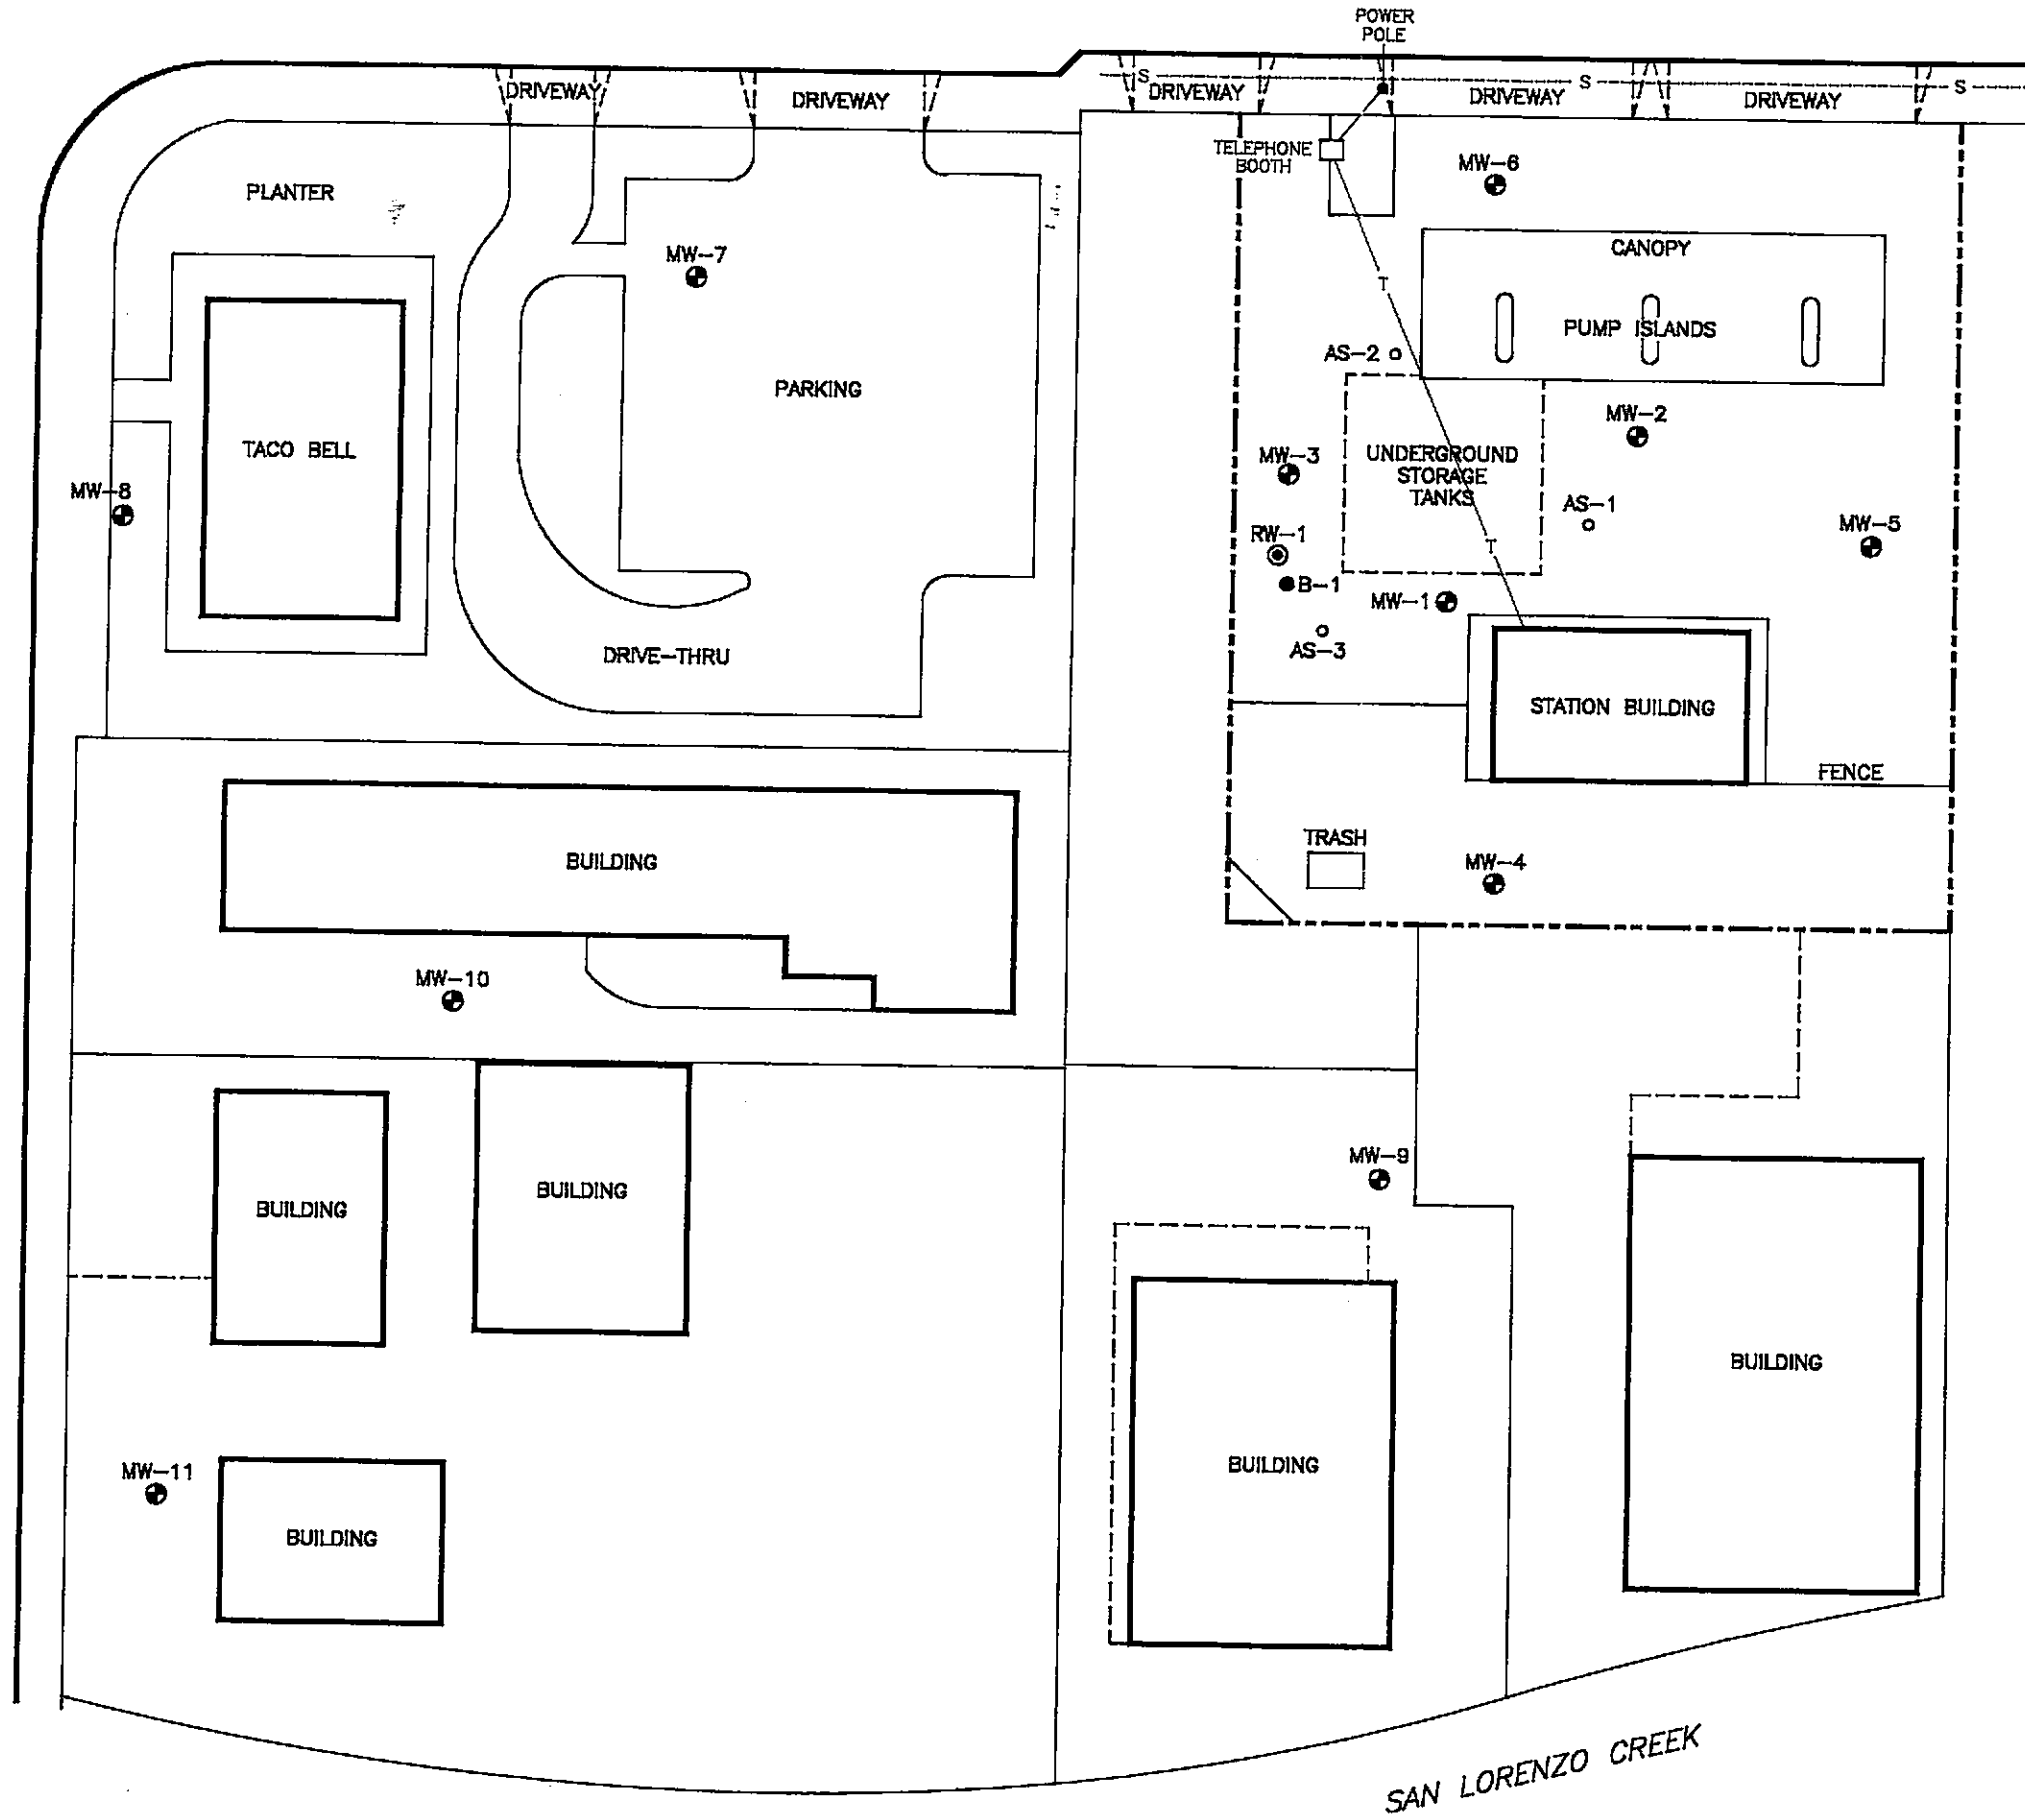 POWER
POLE
DRIVEWAY
DRIVEWAY
S
DRIVEWAY
DRIVEWAY
S
DRIVEWAY
S
TELEPHONE
BOOTH
MW-6
PLANTER
MW-7
CANOPY
T
PUMP ISLANDS
AS-2
PARKING
MW-2
TACO BELL
MW-3
UNDERGROUND
STORAGE
TANKS
MW-8
AS-1
MW-5
RW-1
T
B-1
MW-1
AS-3
DRIVE-THRU
STATION BUILDING
FENCE
TRASH
BUILDING
MW-4
MW-10
MW-9
BUILDING
BUILDING
BUILDING
BUILDING
MW-11
BUILDING
SAN LORENZO CREEK